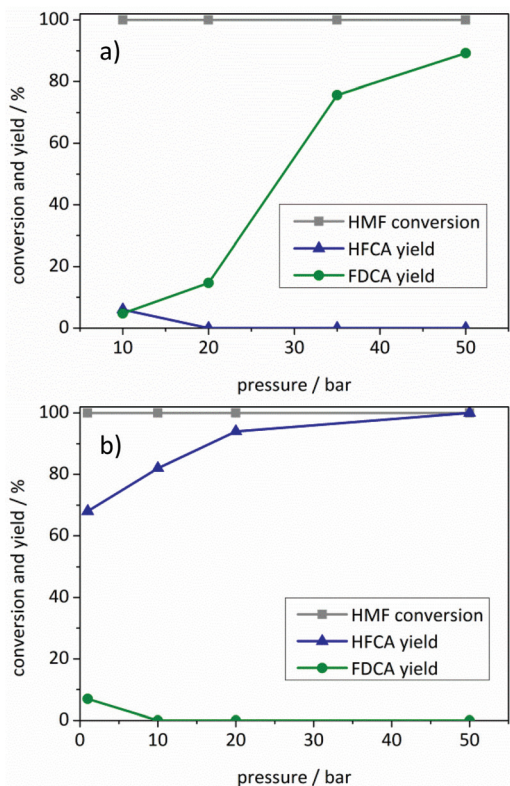 a)
conversion and yield / %
100
80
60
40
20
0
HMF conversion
HFCA yield
FDCA yield
10 20 30 40 50
pressure / bar
b)
conversion and yield / %
100
80
60
40
20
0
HMF conversion
HFCA yield
FDCA yield
0 10 20 30 40 50
pressure / bar